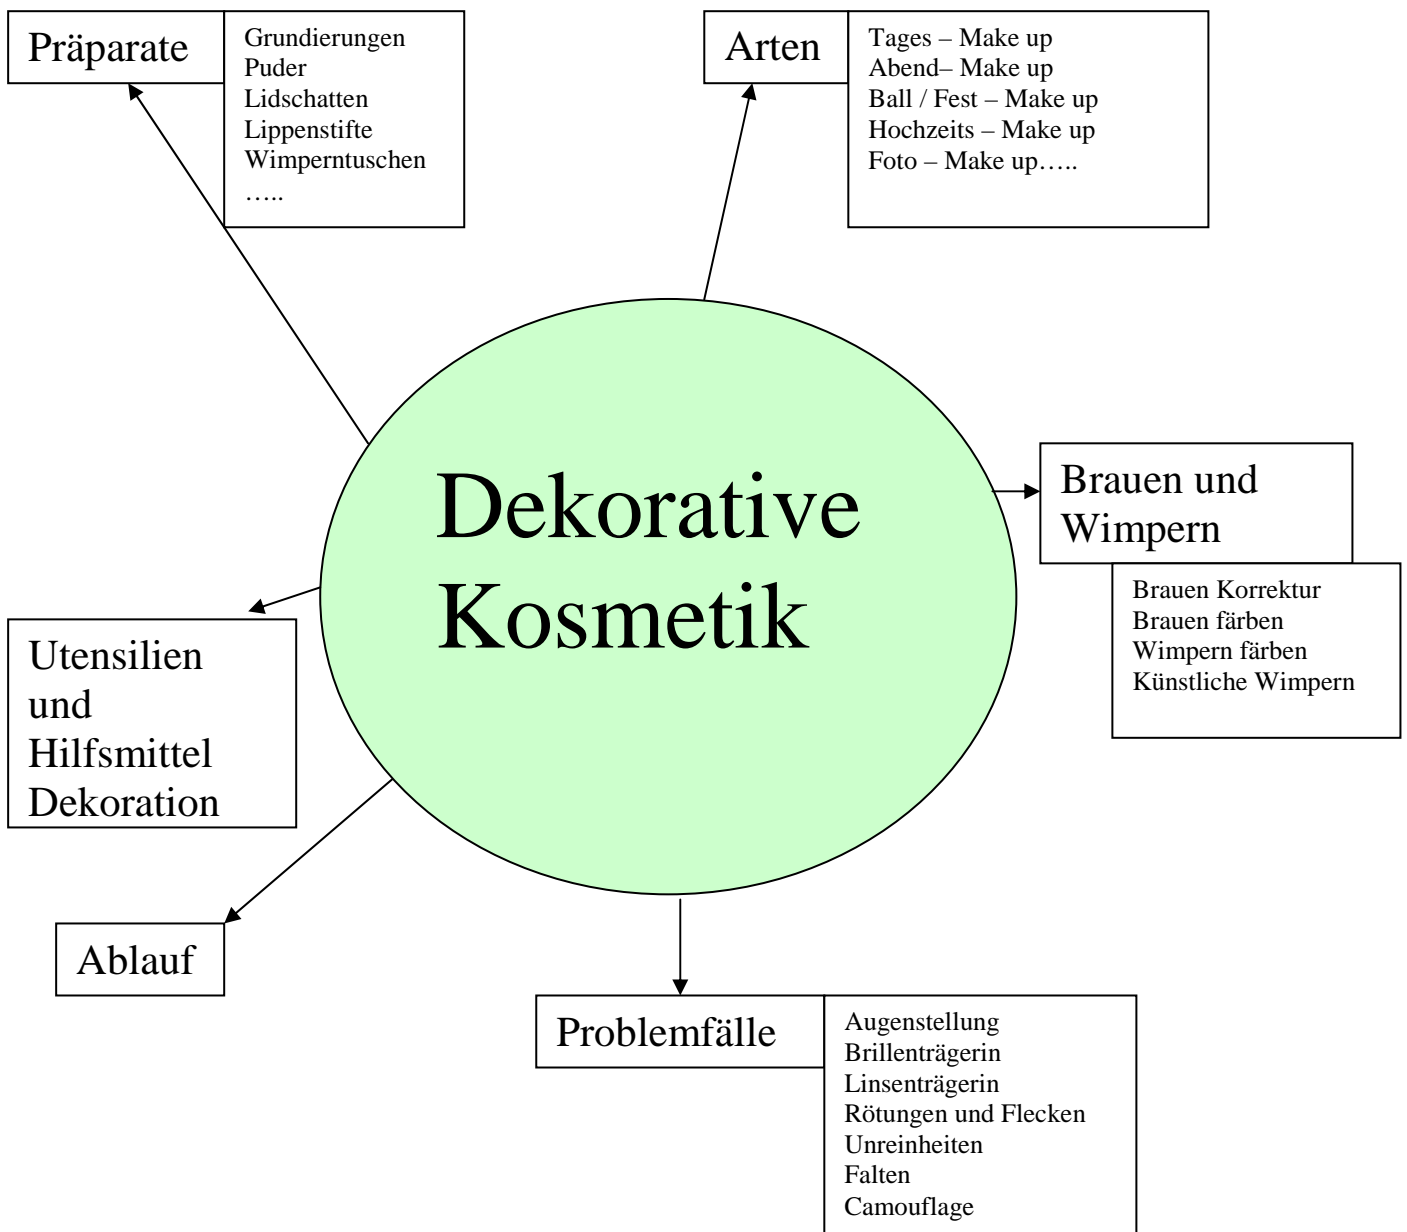 Präparate
Grundierungen
Puder
Lidschatten
Lippenstifte
Wimperntuschen
…..
Arten
Tages – Make up
Abend– Make up
Ball / Fest – Make up
Hochzeits – Make up
Foto – Make up…..
Dekorative
Kosmetik
Brauen und
Wimpern
Brauen Korrektur
Brauen färben
Wimpern färben
Künstliche Wimpern
Utensilien
und
Hilfsmittel
Dekoration
Ablauf
Problemfälle
Augenstellung
Brillenträgerin
Linsenträgerin
Rötungen und Flecken
Unreinheiten
Falten
Camouflage